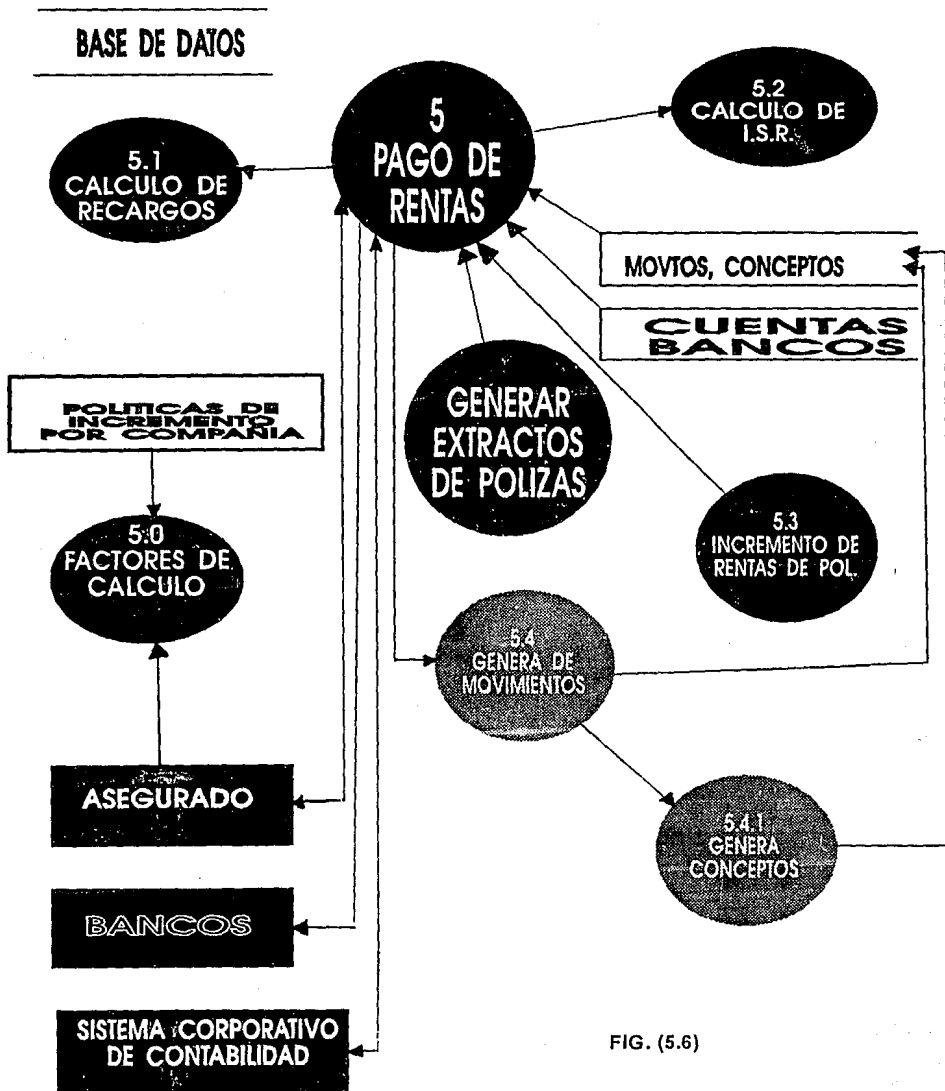 BASE DE DATOS
5
PAGO DE
RENTAS
5.2
CALCULO DE
I.S.R.
5.1
CALCULO DE
RECARGOS
MOVTOS, CONCEPTOS
CUENTAS
BANCOS
POLITICAS DE
INCREMENTO
POR COMPAÑIA
GENERAR
EXTRACTOS
DE POLIZAS
5.0
FACTORES DE
CALCULO
5.3
INCREMENTO DE
RENTAS DE POL.
5.4
GENERA DE
MOVIMIENTOS
ASEGURADO
5.4.1
GENERA
CONCEPTOS
BANCOS
SISTEMA CORPORATIVO
DE CONTABILIDAD
FIG. (5.6)